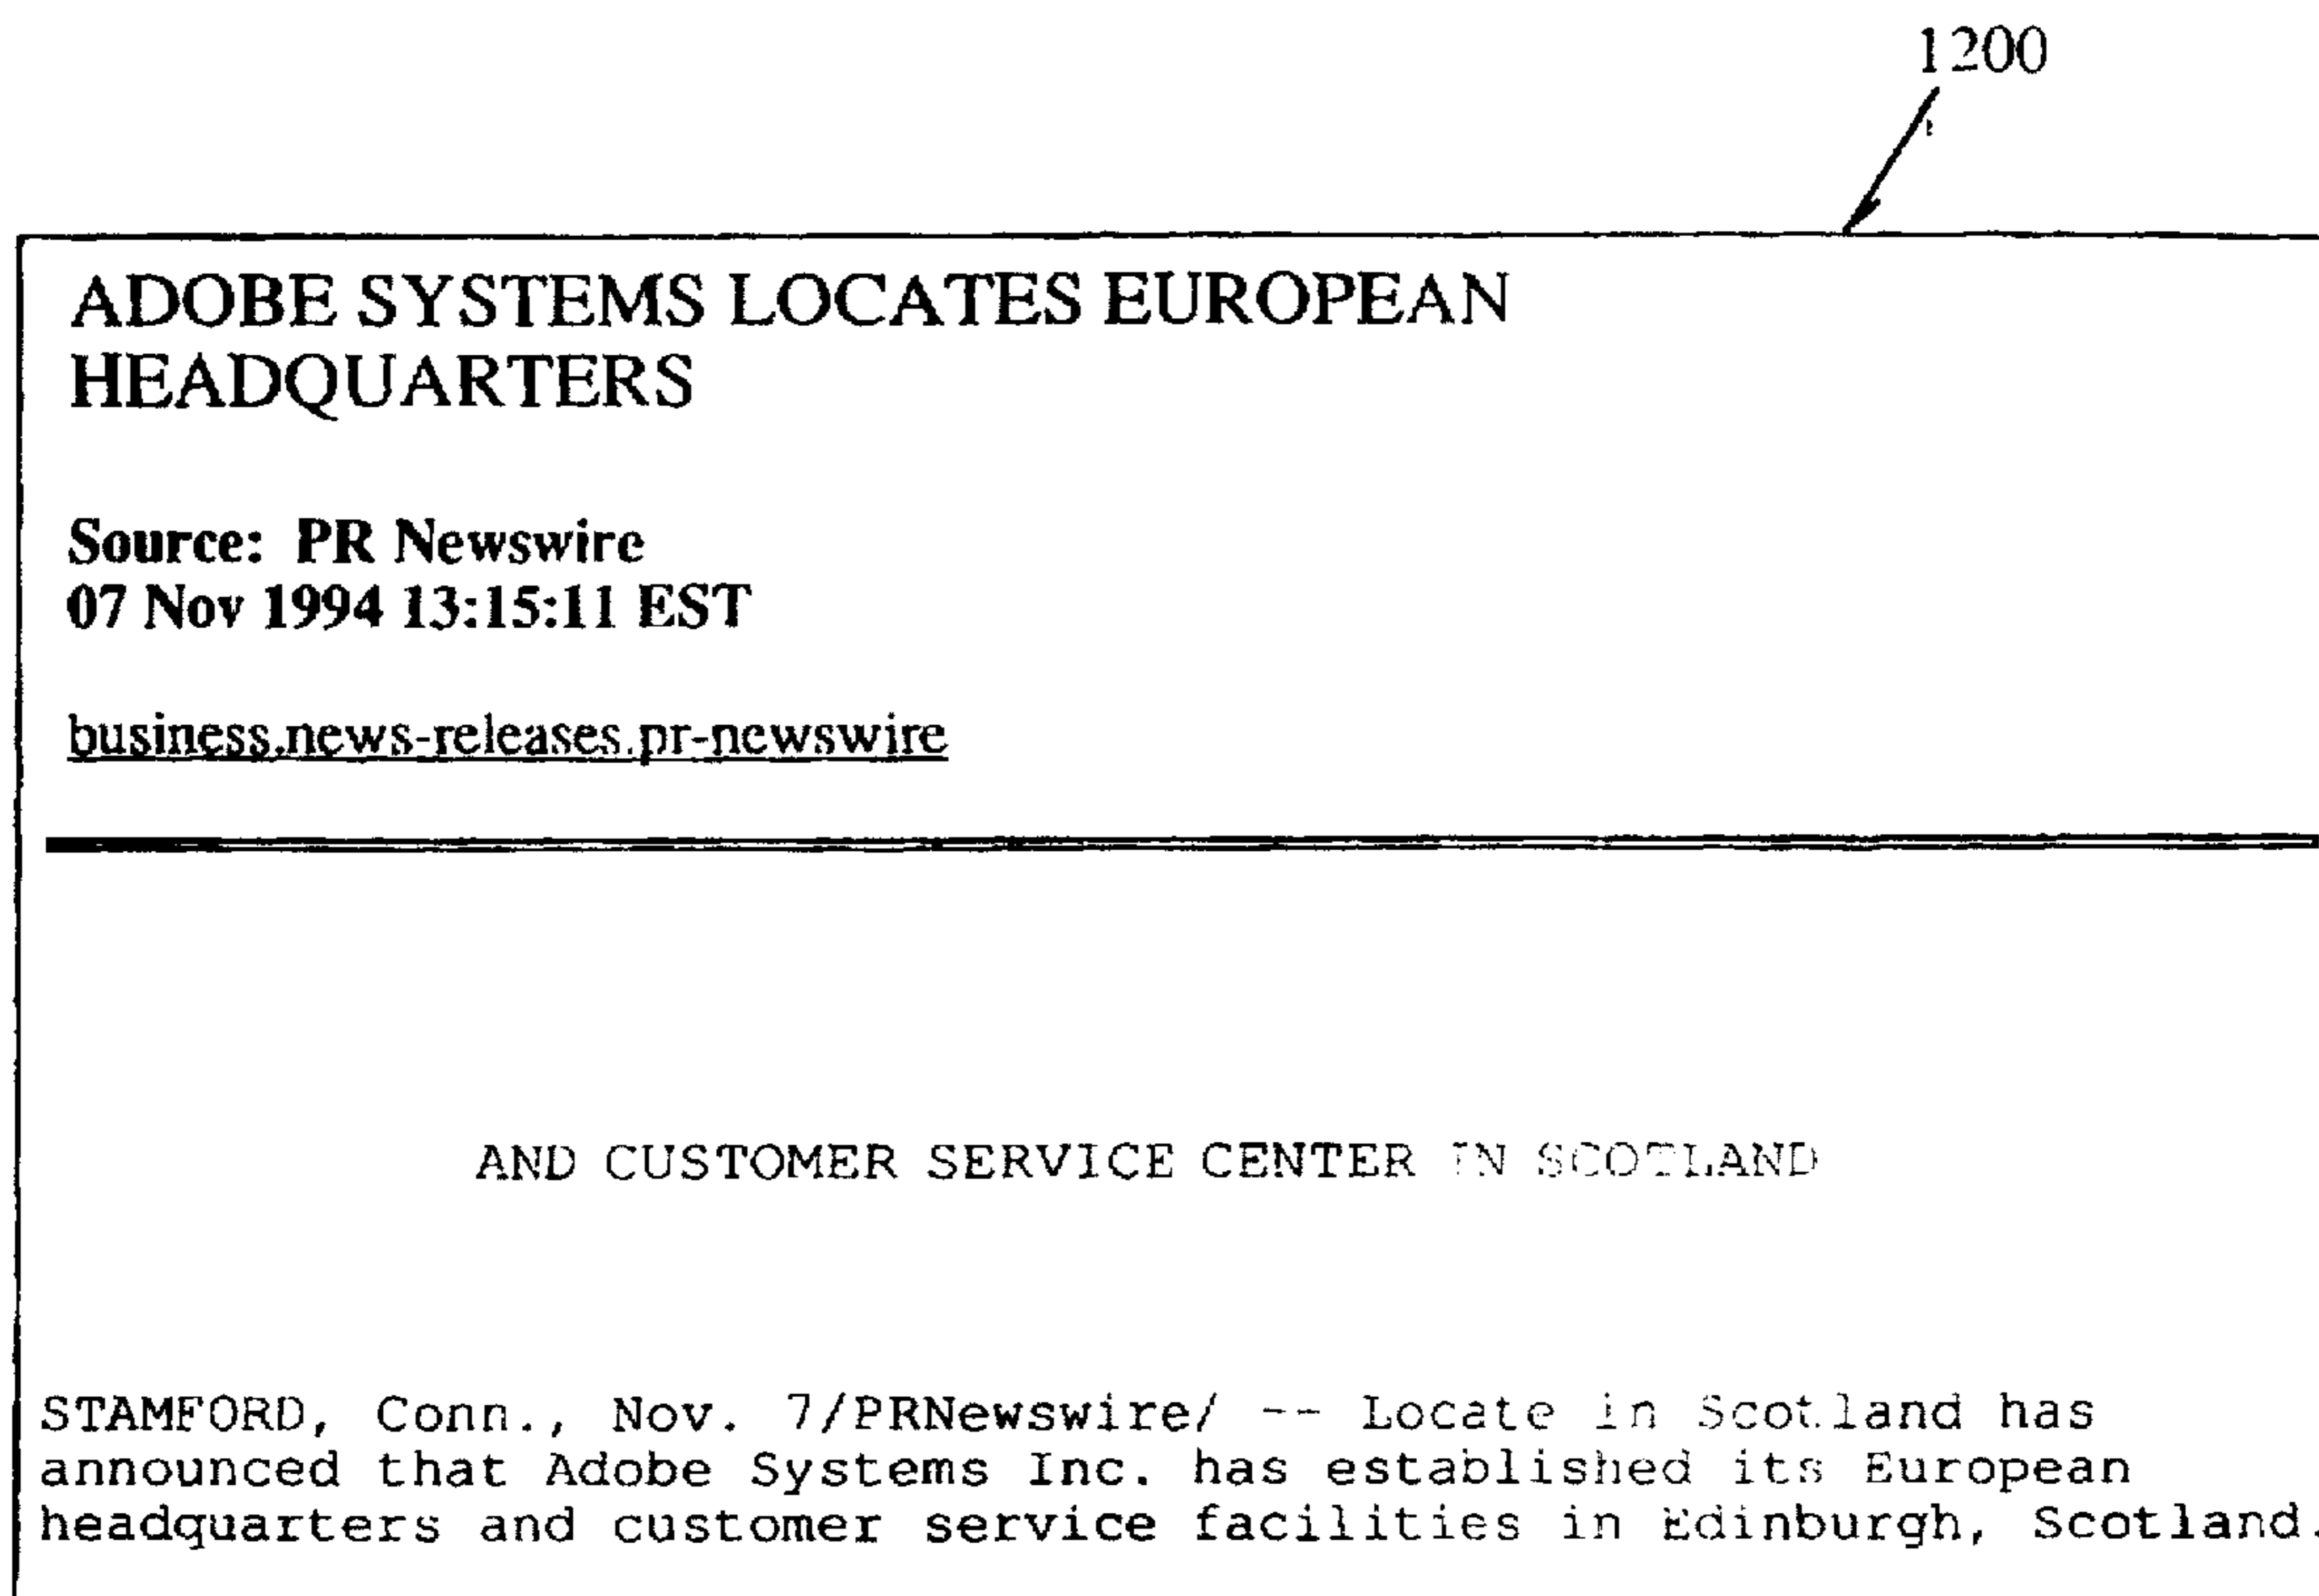 1200
ADOBE SYSTEMS LOCATES EUROPEAN
HEADQUARTERS
Source: PR Newswire
07 Nov 1994 13:15:11 EST
business.news-releases.pr-newswire
AND CUSTOMER SERVICE CENTER IN SCOTLAND
STAMFORD, Conn., Nov. 7/PRNewswire/ -- Locate in Scotland has
announced that Adobe Systems Inc. has established its European
headquarters and customer service facilities in Edinburgh, Scotland.